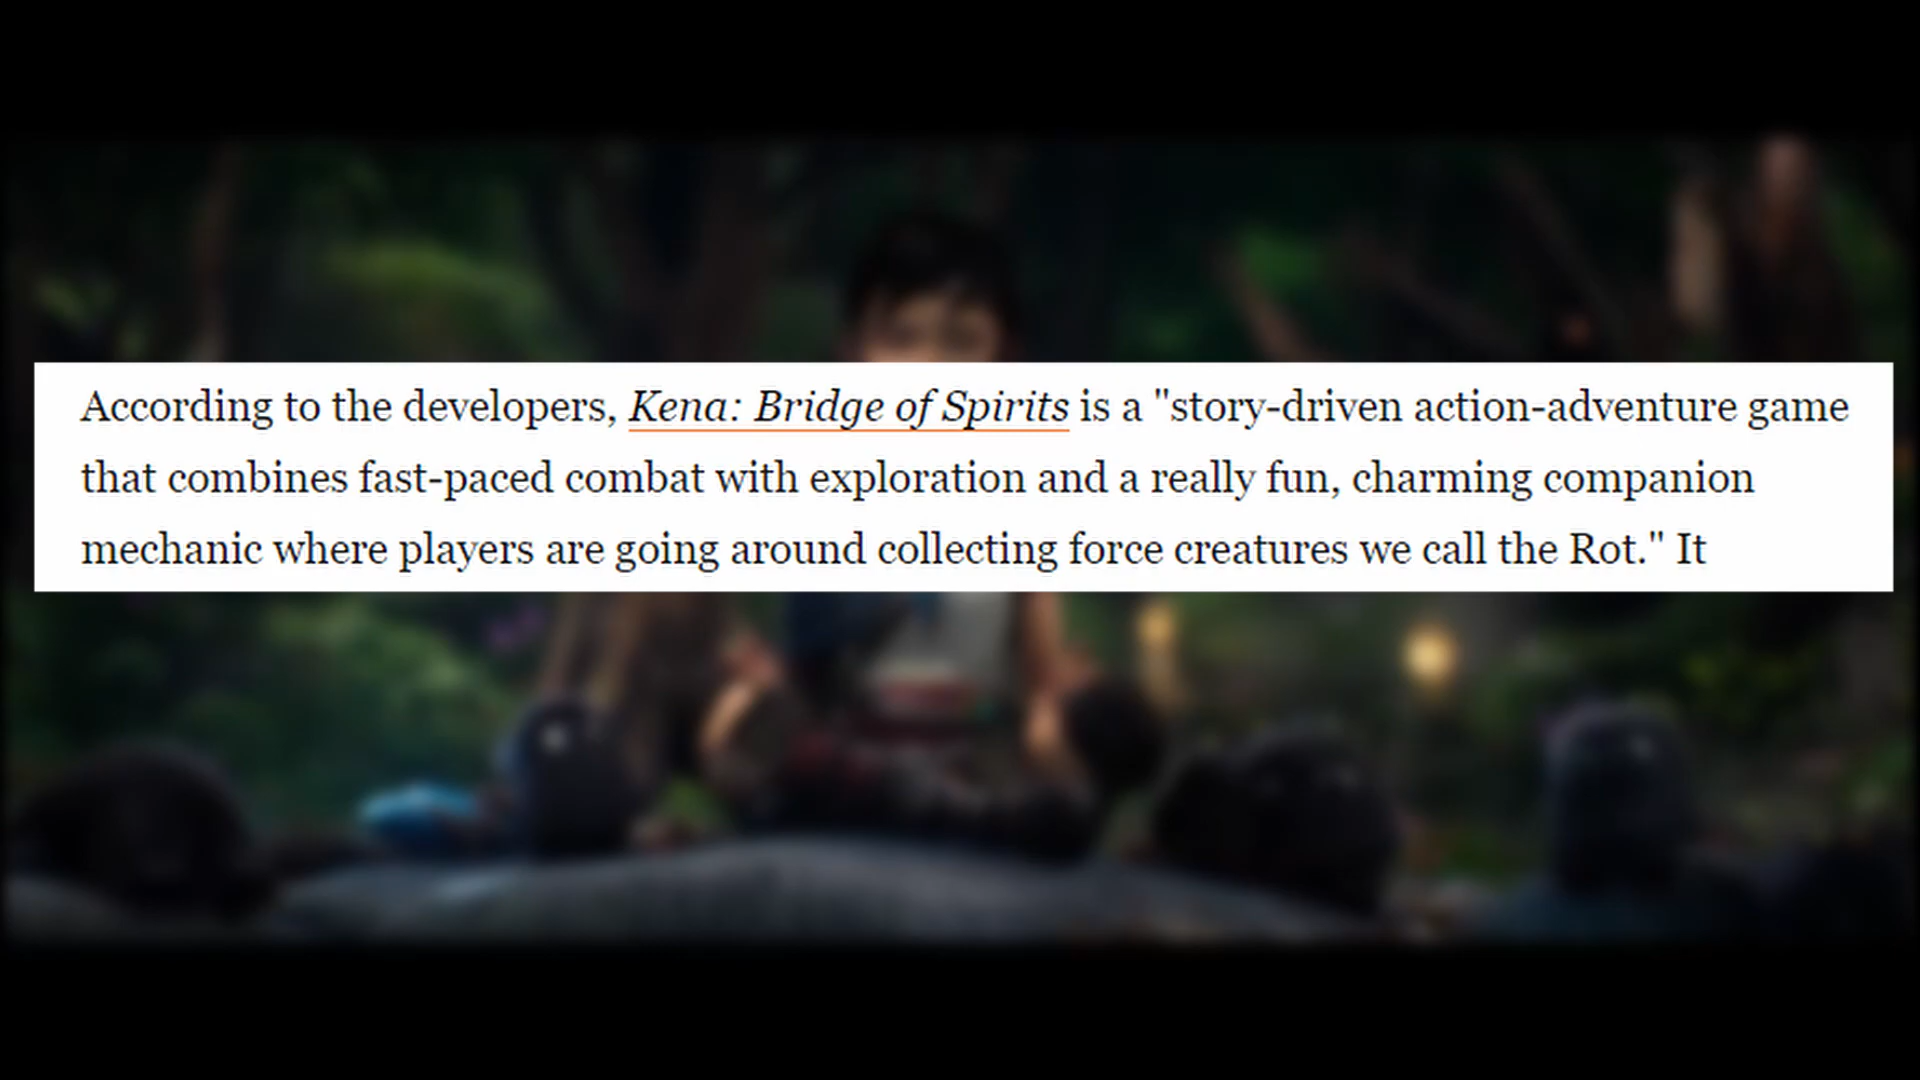 According to the developers, Kena: Bridge of Spirits is a "story-driven action-adventure game
that combines fast-paced combat with exploration and a really fun, charming companion
mechanic where players are going around collecting force creatures we call the Rot." It